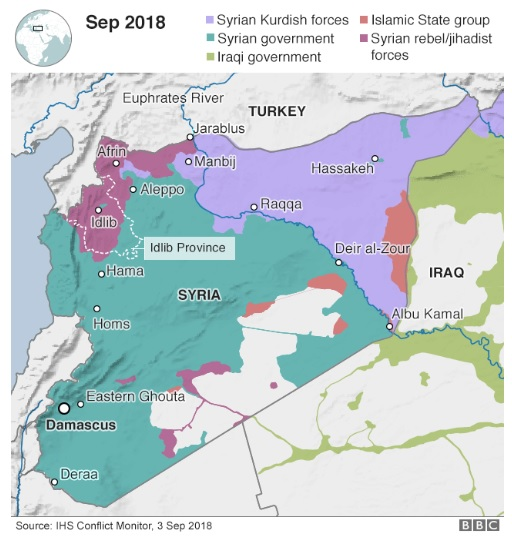 Sep 2018
Syrian Kurdish forces
Syrian government
Iraqi government
Islamic State group
Syrian rebel/jihadist
forces
Euphrates River
TURKEY
Jarablus
Afrin
Manbij
Hassakeh
Aleppo
Raqqa
Idlib
Idlib Province
Deir al-Zour
Hama
IRAQ
SYRIA
Homs
Albu Kamal
Eastern Ghouta
Damascus
Deraa
Source: IHS Conflict Monitor, 3 Sep 2018
BBC